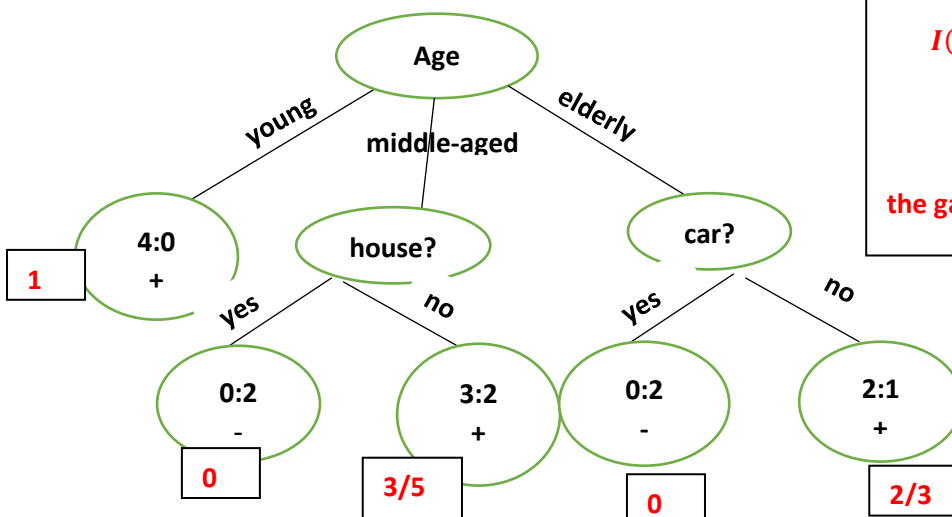 I(
Age
young
middle-aged
elderly
the ga
4:0
+
1
house?
car?
yes
no
yes
no
0:2
-
0
3:2
+
3/5
0:2
-
0
2:1
+
2/3